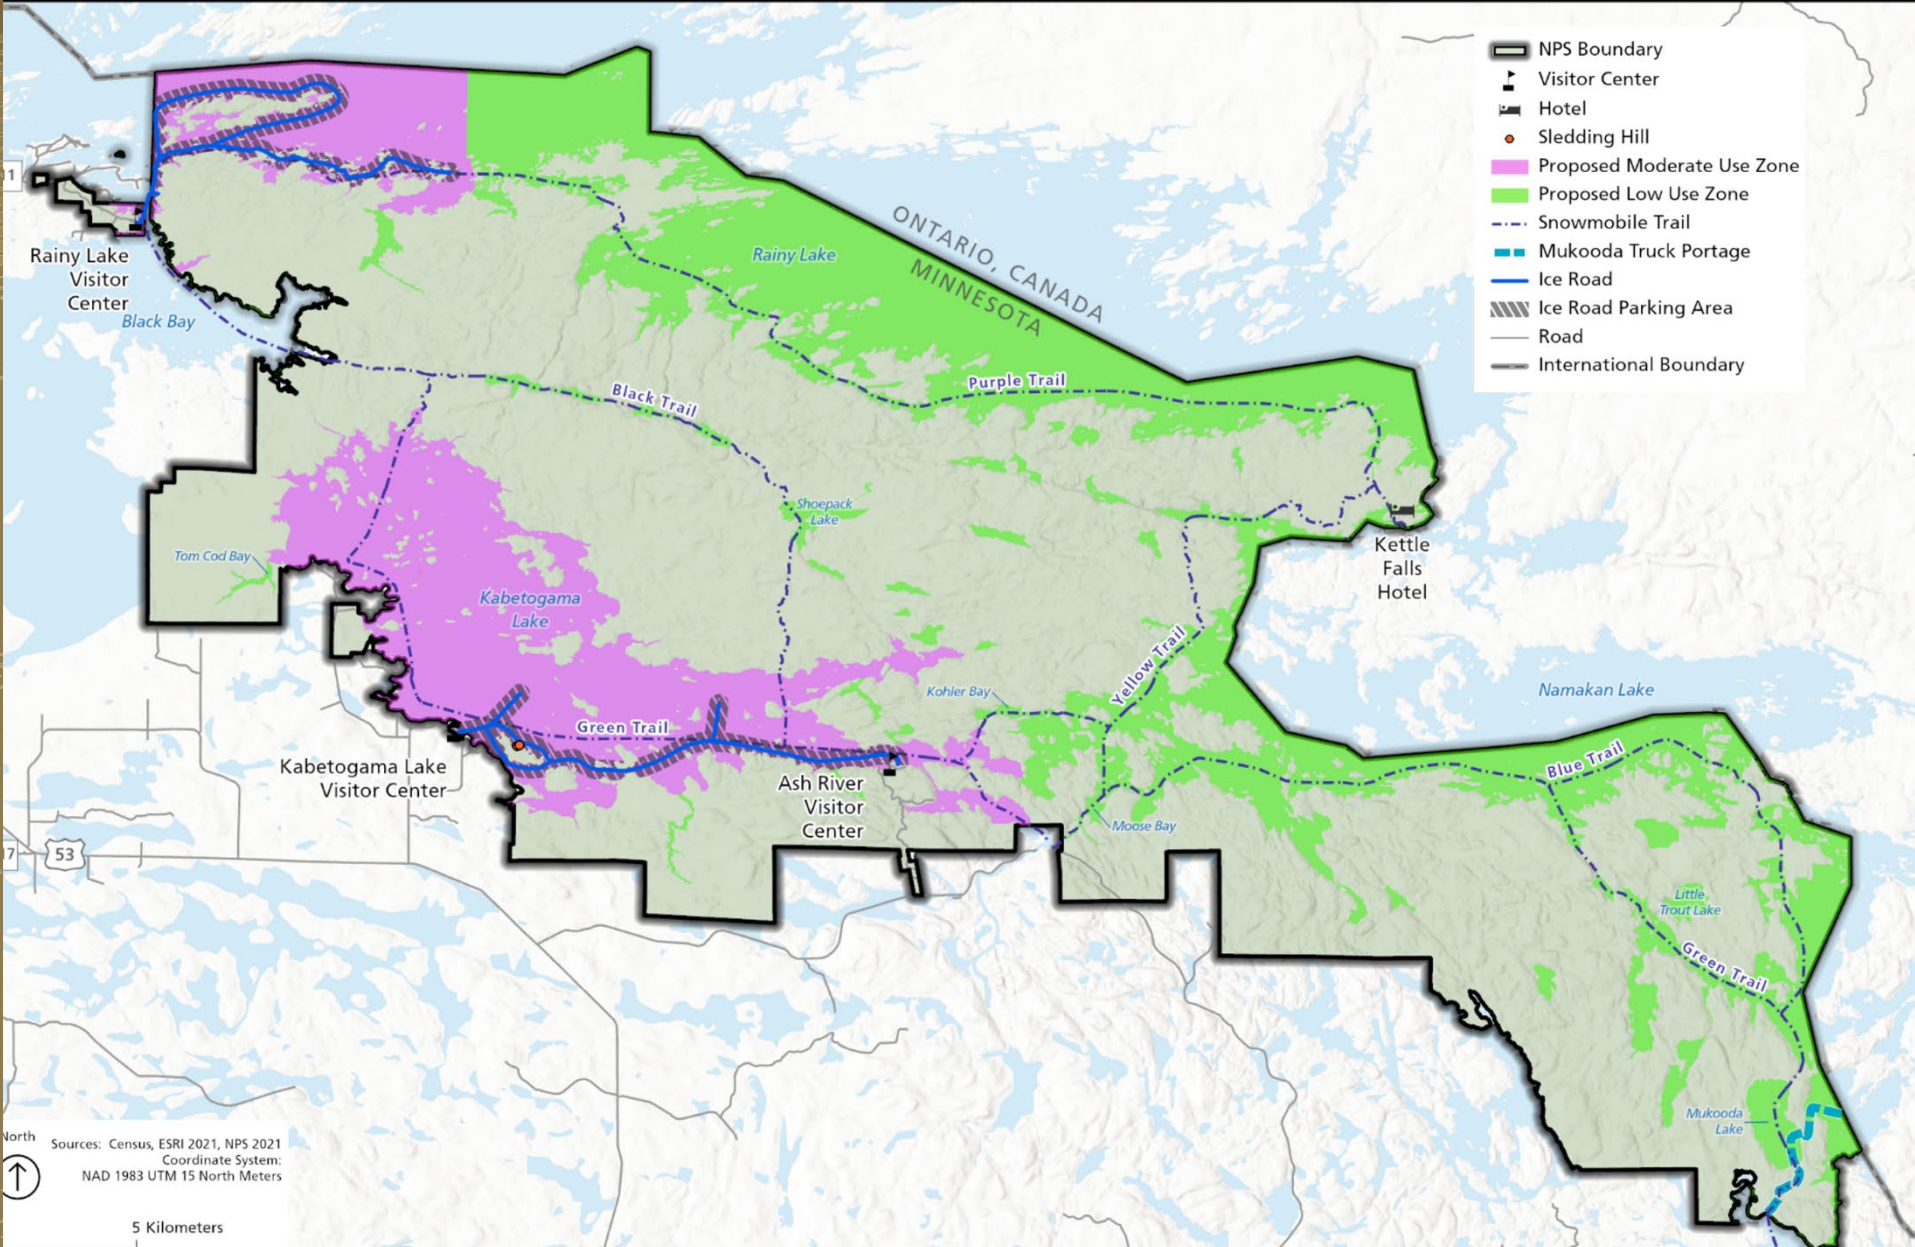 NPS Boundary
Visitor Center
Hotel
Sledding Hill
Proposed Moderate Use Zone
Proposed Low Use Zone
Snowmobile Trail
Mukooda Truck Portage
Ice Road
Ice Road Parking Area
Road
International Boundary
11
Rainy Lake
Visitor
Center
Black Bay
Rainy Lake
ONTARIO, CANADA
MINNESOTA
Purple Trail
Black Trail
Shoepack
Lake
Kettle
Falls
Hotel
Tom Cod Bay
Kabetogama
Lake
Yellow Trail
Kohler Bay
Namakan Lake
Green Trail
Blue Trail
Kabetogama Lake
Visitor Center
Ash River
Visitor
Center
Moose Bay
53
Little
Trout Lake
Green Trail
Mukooda
Lake
North
Sources: Census, ESRI 2021, NPS 2021
Coordinate System:
NAD 1983 UTM 15 North Meters
5 Kilometers